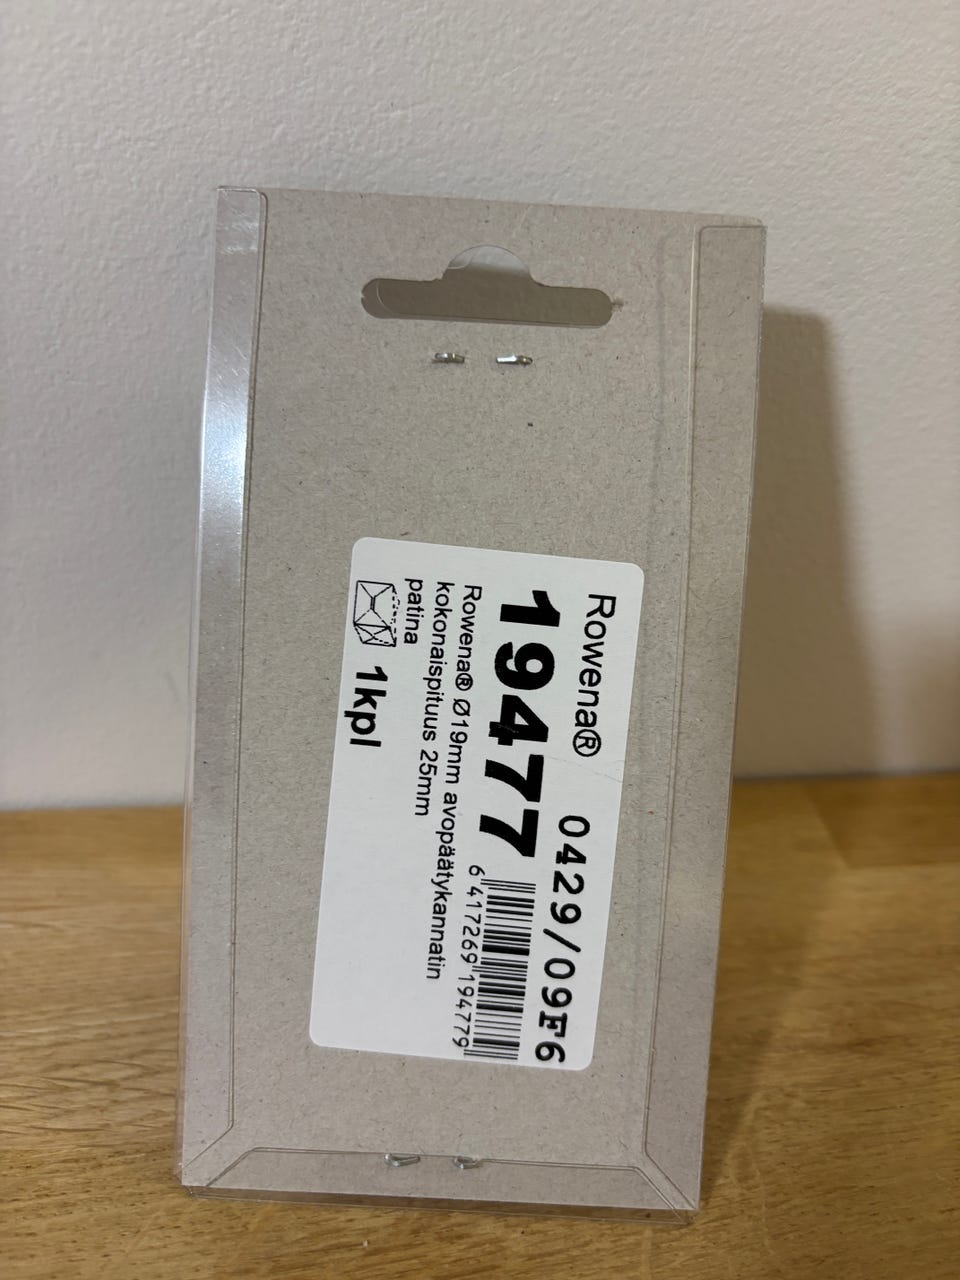 Rowena® 0429/09F6
19477
6 417269 194779
Rowena® Ø19mm avopäätykannatin
kokonaispituus 25mm
patina
1kpl